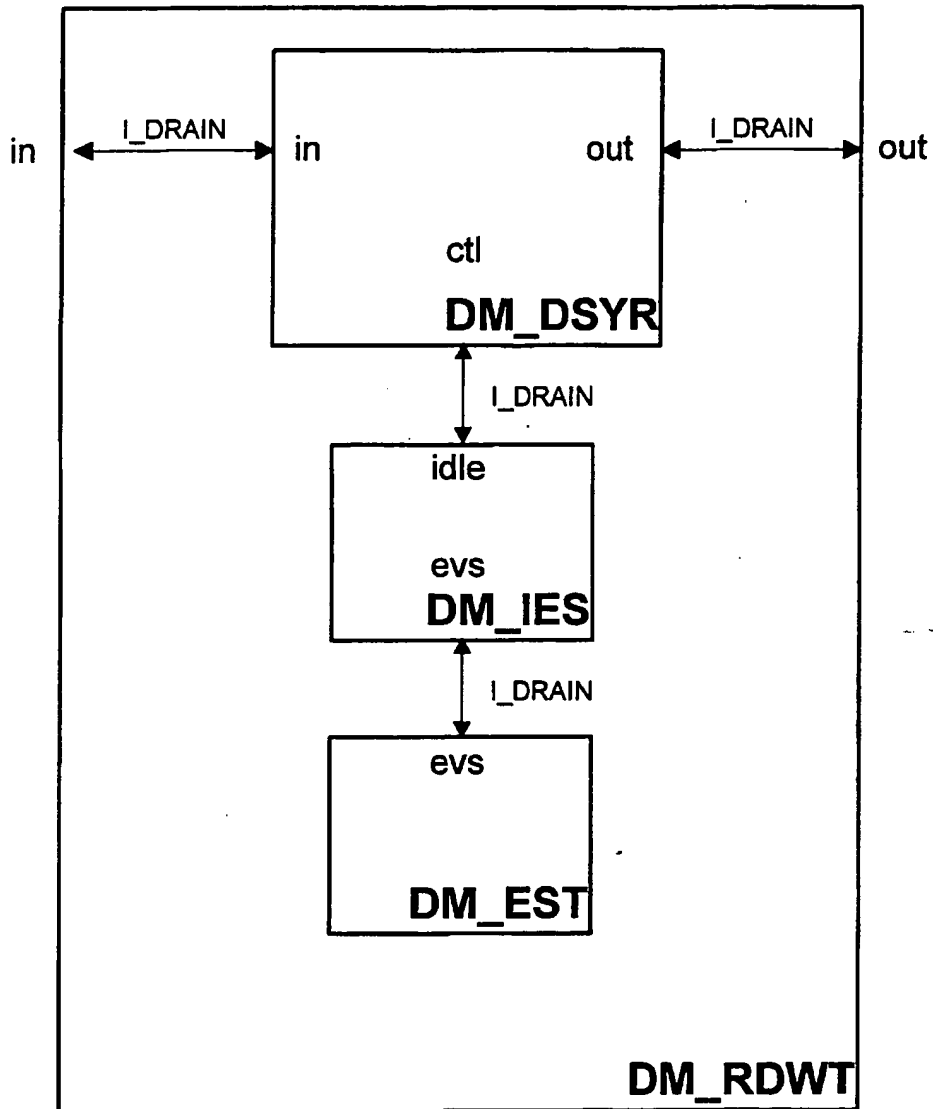 I_DRAIN I_DRAIN
in in out out
ctl
DM_DSYR
I_DRAIN
idle
evs
DM_IES
I_DRAIN
evs
DM_EST
DM_RDWT